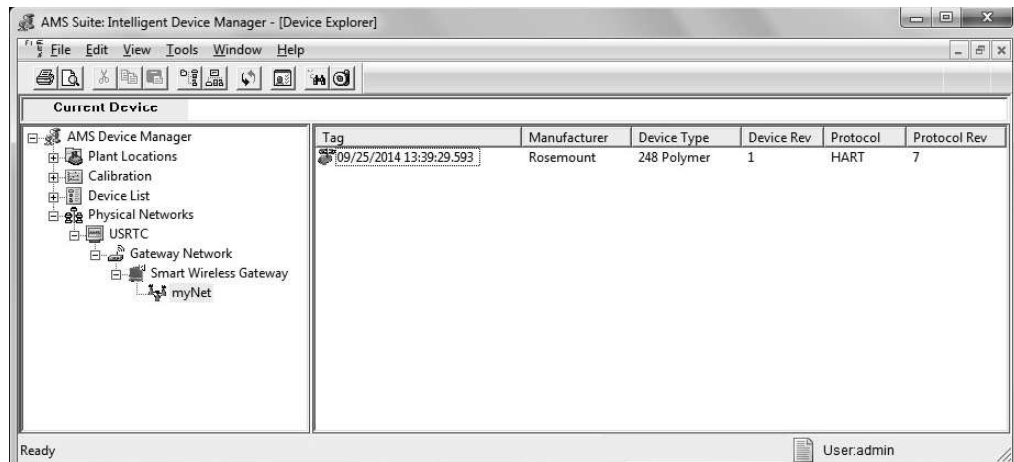 AMS Suite: Intelligent Device Manager - [Device Explorer]
File Edit View Tools Window Help
Current Device
AMS Device Manager
Plant Locations
Calibration
Device List
Physical Networks
USRTC
Gateway Network
Smart Wireless Gateway
myNet
Tag Manufacturer Device Type Device Rev Protocol Protocol Rev
09/25/2014 13:39:29.593 Rosemount 248 Polymer 1 HART 7
Ready User:admin